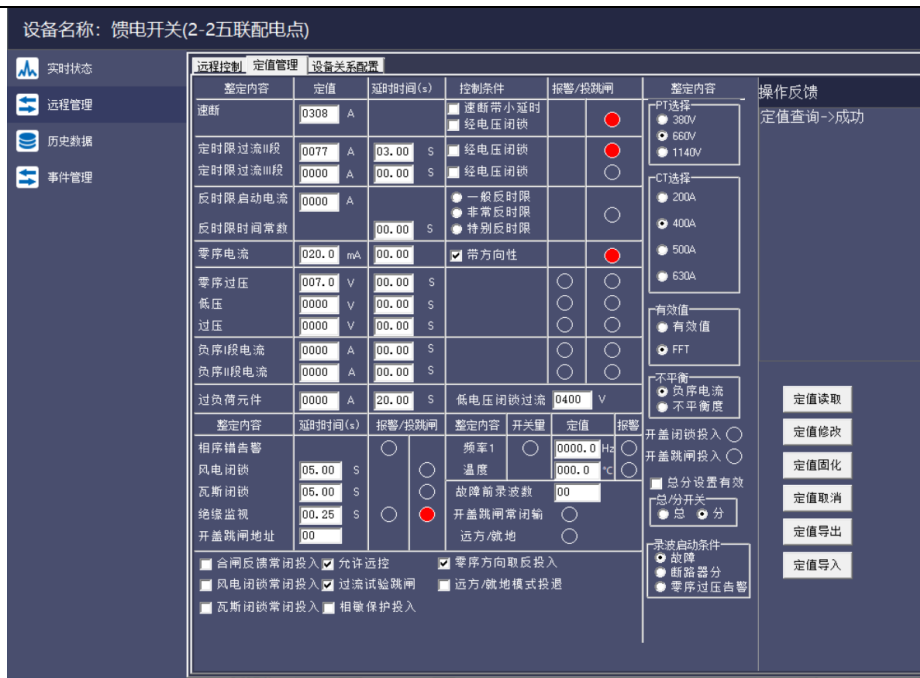 设备名称：馈电开关(2-2五联配电点)
实时状态
远程管理
历史数据
事件管理
远程控制 定值管理 设备关系配置
整定内容 定值 延时时间(s) 控制条件 报警/投跳闸 整定内容
速断 0308 A 速断带小延时
经电压闭锁
定时限过流II段 0077 A 03.00 S 经电压闭锁
定时限过流III段 0000 A 00.00 S 经电压闭锁
反时限启动电流 0000 A 一般反时限
非常反时限
反时限时间常数 00.00 S 特别反时限
零序电流 020.0 mA 00.00 带方向性
零序过压 007.0 V 00.00 S
低压 0000 V 00.00 S
过压 0000 V 00.00 S
负序I段电流 0000 A 00.00 S
负序II段电流 0000 A 00.00 S
过负荷元件 0000 A 20.00 S 低电压闭锁过流 0400 V
整定内容 延时时间(s) 报警/投跳闸 整定内容 开关量 定值 报警
相序错告警 频率1 0000.0 Hz
风电闭锁 05.00 S 温度 000.0 ℃
瓦斯闭锁 05.00 S 故障前录波数 00
绝缘监视 00.25 S 开盖跳闸常闭输
开盖跳闸地址 00 远方/就地
合闸反馈常闭投入 允许远控 零序方向取反投入
风电闭锁常闭投入 过流试验跳闸 远方/就地模式投退
瓦斯闭锁常闭投入 相敏保护投入
PT选择
380V
660V
1140V
CT选择
200A
400A
500A
630A
有效值
有效值
FFT
不平衡
负序电流
不平衡度
开盖闭锁投入
开盖跳闸投入
总分设置有效
总/分开关
总 分
录波启动条件
故障
断路器分
零序过压告警
操作反馈
定值查询->成功
定值读取
定值修改
定值固化
定值取消
定值导出
定值导入